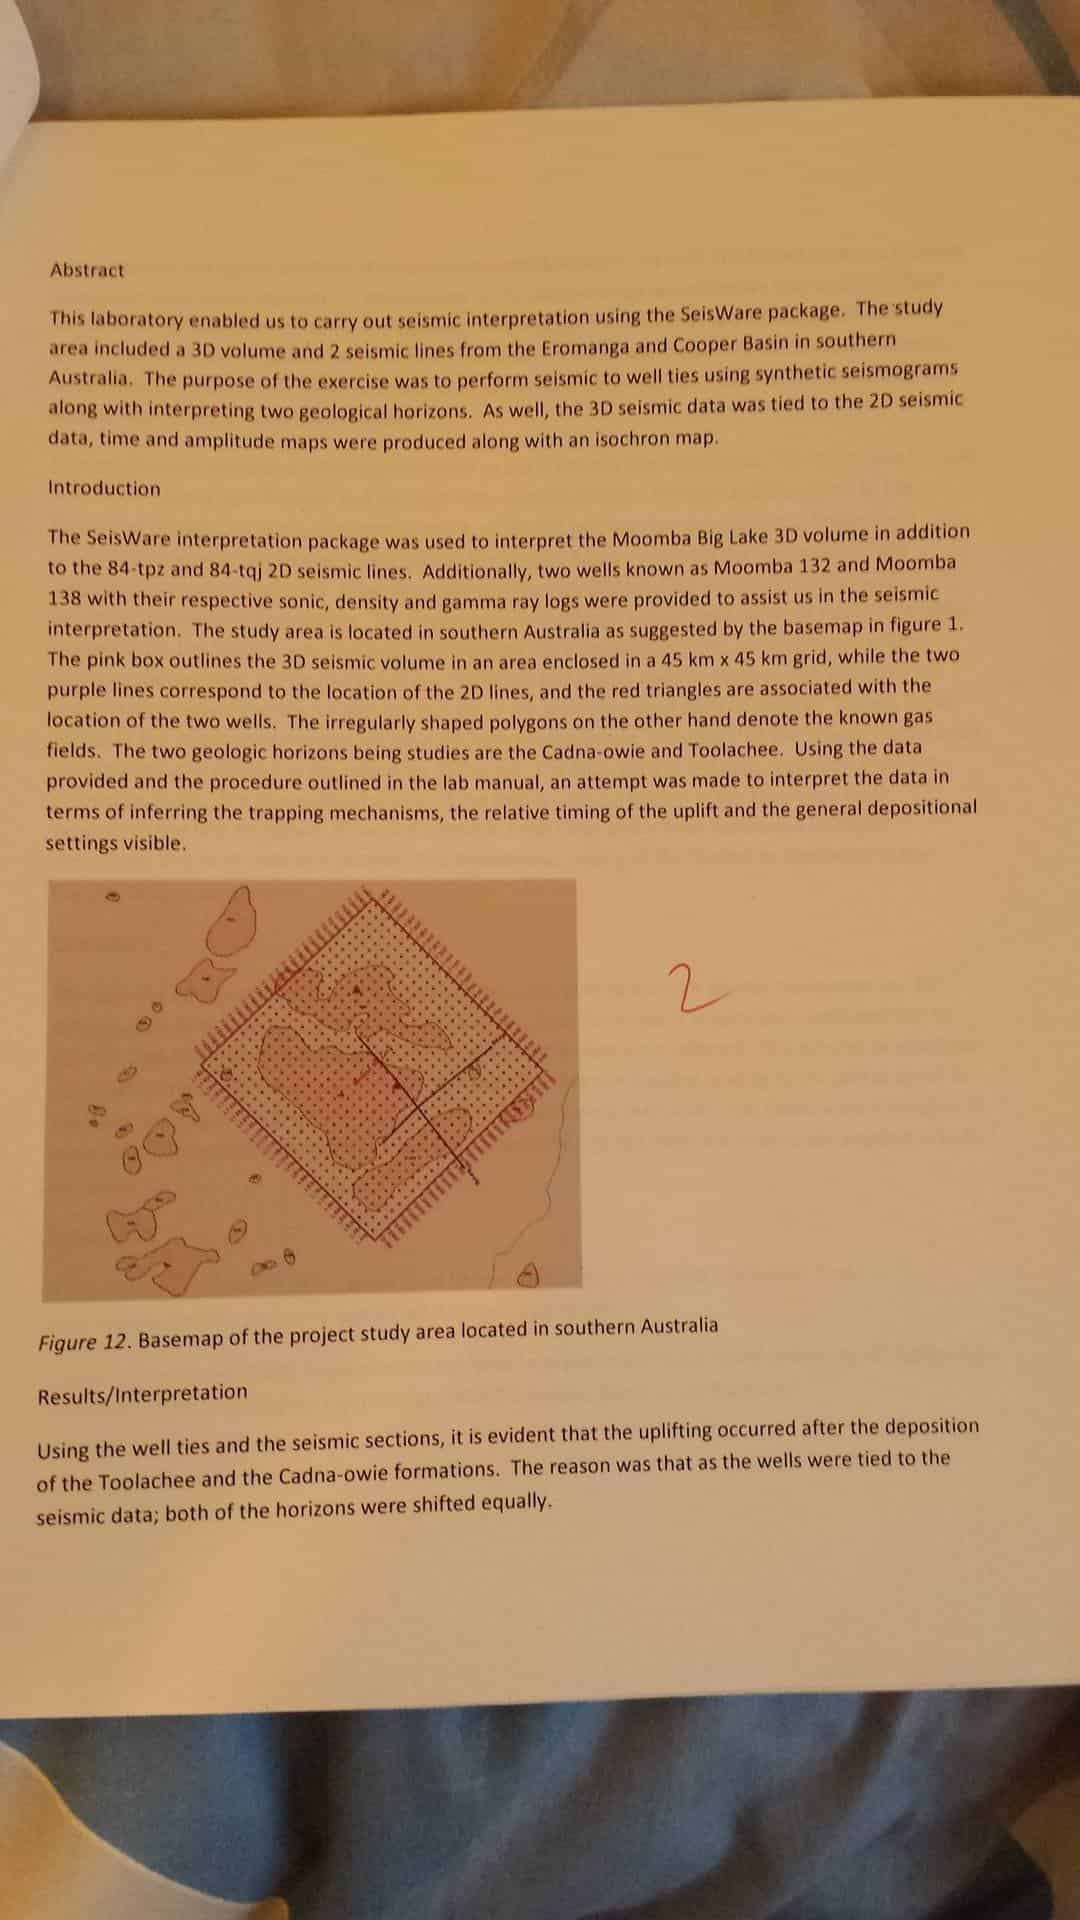 Abstract
This laboratory enabled us to carry out seismic interpretation using the SeisWare package. The study
area included a 3D volume and 2 seismic lines from the Eromanga and Cooper Basin in southern
Australia. The purpose of the exercise was to perform seismic to well ties using synthetic seismograms
along with interpreting two geological horizons. As well, the 3D seismic data was tied to the 2D seismic
data, time and amplitude maps were produced along with an isochron map.
Introduction
The SeisWare interpretation package was used to interpret the Moomba Big Lake 3D volume in addition
to the 84-tpz and 84-tqj 2D seismic lines. Additionally, two wells known as Moomba 132 and Moomba
138 with their respective sonic, density and gamma ray logs were provided to assist us in the seismic
interpretation. The study area is located in southern Australia as suggested by the basemap in figure 1.
The pink box outlines the 3D seismic volume in an area enclosed in a 45 km x 45 km grid, while the two
purple lines correspond to the location of the 2D lines, and the red triangles are associated with the
location of the two wells. The irregularly shaped polygons on the other hand denote the known gas
fields. The two geologic horizons being studies are the Cadna-owie and Toolachee. Using the data
provided and the procedure outlined in the lab manual, an attempt was made to interpret the data in
terms of inferring the trapping mechanisms, the relative timing of the uplift and the general depositional
settings visible.
2
Figure 12. Basemap of the project study area located in southern Australia
Results/Interpretation
Using the well ties and the seismic sections, it is evident that the uplifting occurred after the deposition
of the Toolachee and the Cadna-owie formations. The reason was that as the wells were tied to the
seismic data; both of the horizons were shifted equally.